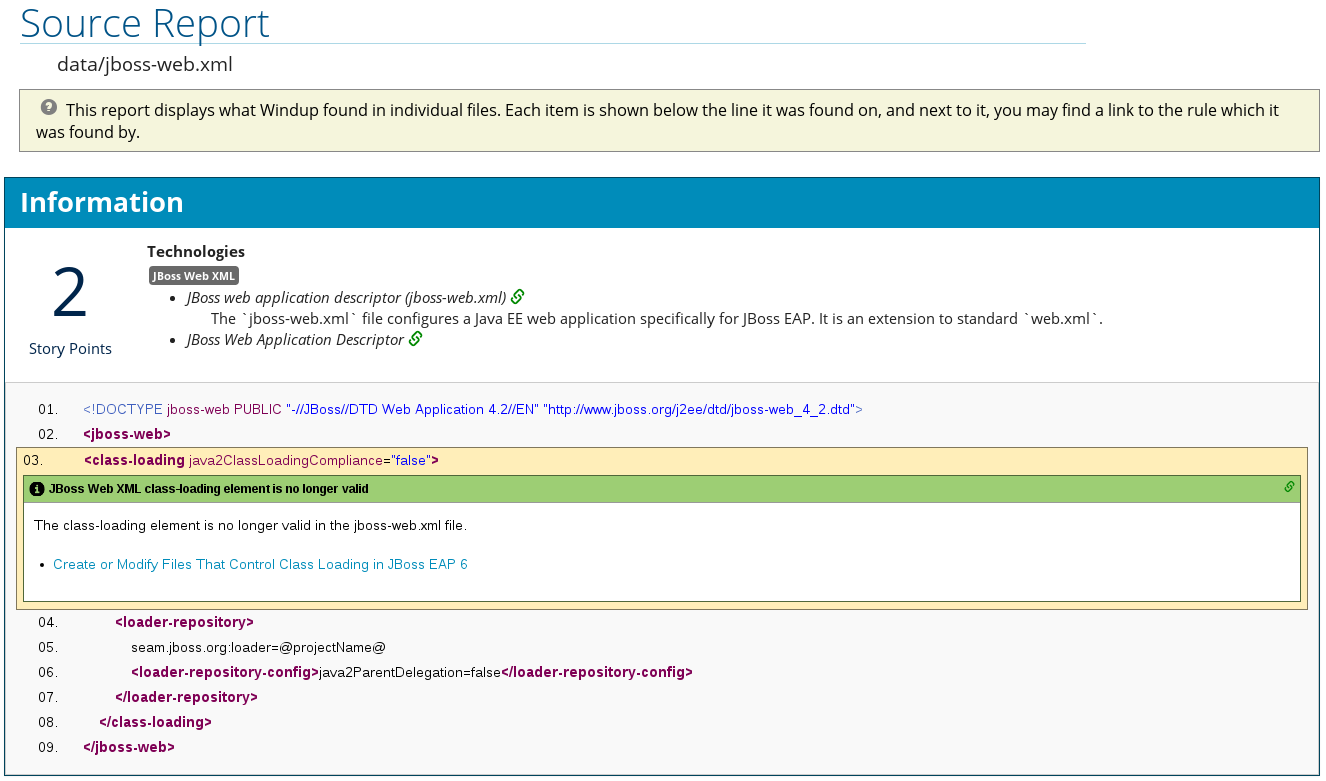 Source Report
data/jboss-web.xml
This report displays what Windup found in individual files. Each item is shown below the line it was found on, and next to it, you may find a link to the rule which it
was found by.
Information
2
Story Points
Technologies
JBoss Web XML
• JBoss web application descriptor (jboss-web.xml)
The `jboss-web.xml` file configures a Java EE web application specifically for JBoss EAP. It is an extension to standard `web.xml`.
• JBoss Web Application Descriptor
01. <!DOCTYPE jboss-web PUBLIC "-//JBoss//DTD Web Application 4.2//EN" "http://www.jboss.org/j2ee/dtd/jboss-web_4_2.dtd">
02. <jboss-web>
03. <class-loading java2ClassLoadingCompliance="false">
JBoss Web XML class-loading element is no longer valid
The class-loading element is no longer valid in the jboss-web.xml file.
• Create or Modify Files That Control Class Loading in JBoss EAP 6
04. <loader-repository>
05. seam.jboss.org:loader=@projectName@
06. <loader-repository-config>java2ParentDelegation=false</loader-repository-config>
07. </loader-repository>
08. </class-loading>
09. </jboss-web>